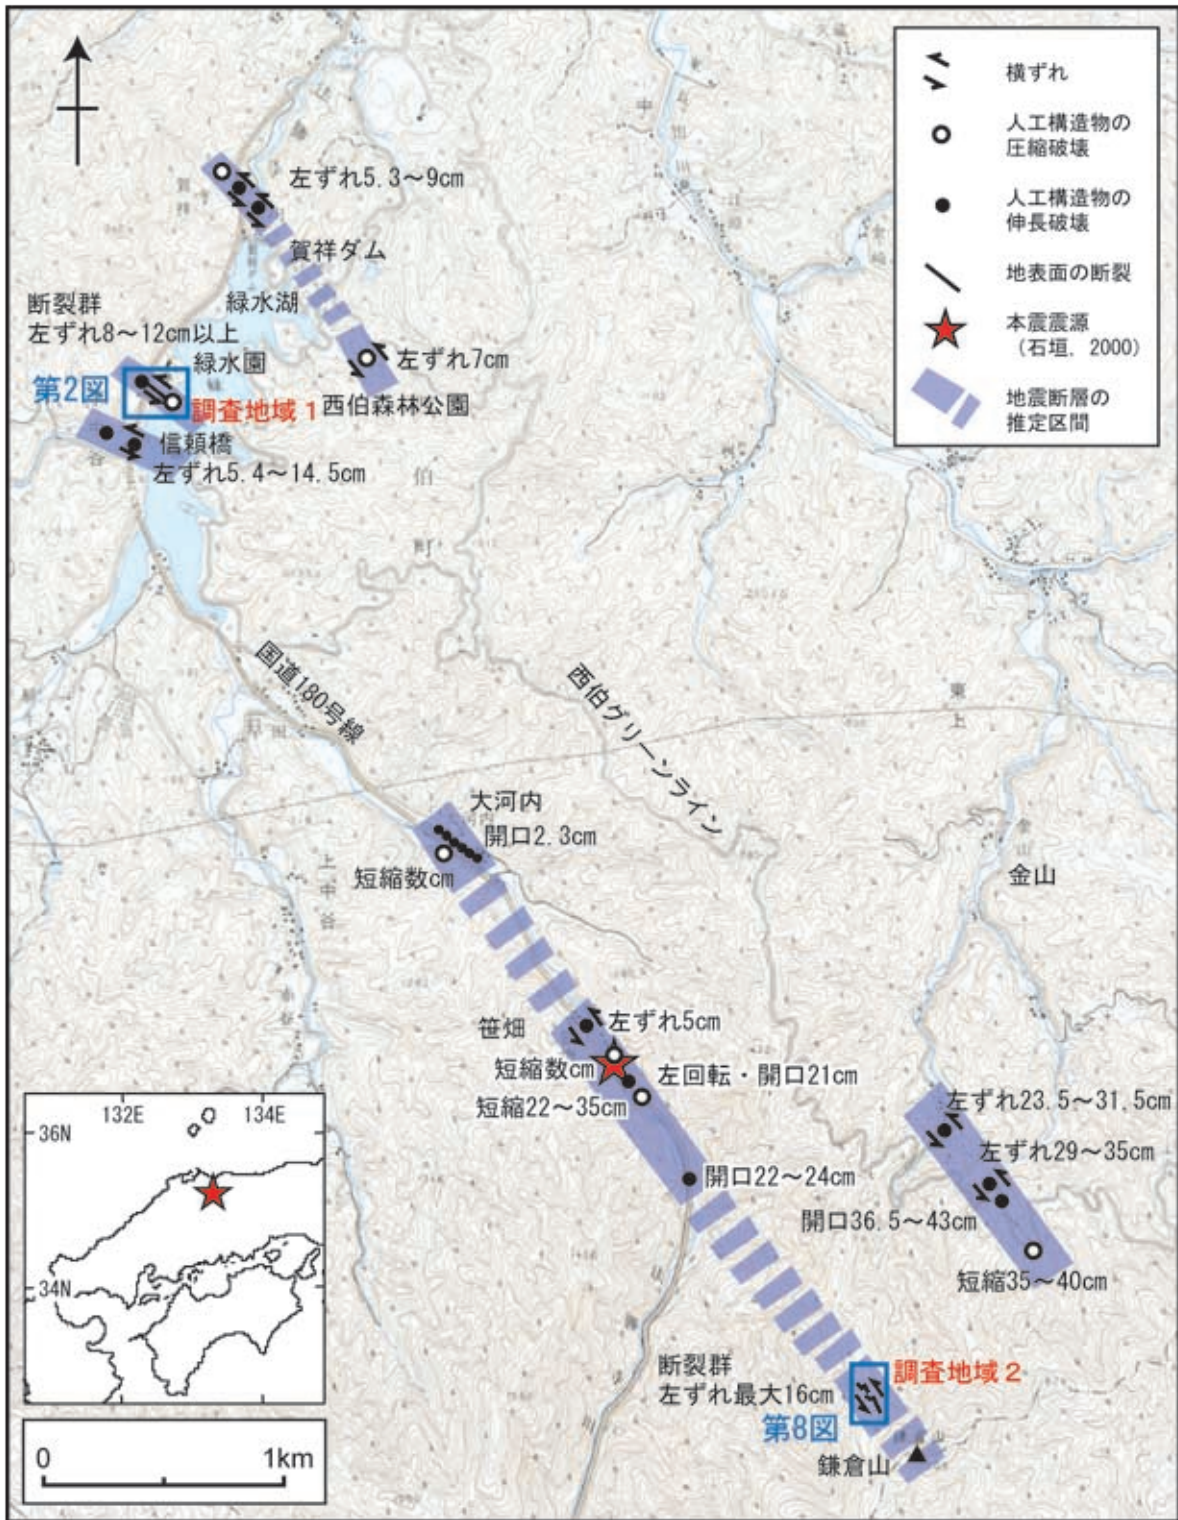 横ずれ
人工構造物の
圧縮破壊
人工構造物の
伸長破壊
地表面の断裂
本震震源
(石垣, 2000)
地震断層の
推定区間
左ずれ5.3〜9cm
賀祥ダム
緑水湖
断裂群
左ずれ8〜12cm以上
緑水園
左ずれ7cm
第2図
調査地域1
西伯森林公園
信頼橋
左ずれ5.4〜14.5cm
伯
町
国道180号線
西伯グリーンライン
東
上
大河内
開口2.3cm
短縮数cm
金山
笹畑
左ずれ5cm
短縮数cm
左回転・開口21cm
短縮22〜35cm
左ずれ23.5〜31.5cm
左ずれ29〜35cm
開口22〜24cm
開口36.5〜43cm
短縮35〜40cm
断裂群
左ずれ最大16cm
調査地域2
第8図
鎌倉山
132E
134E
36N
34N
0
1km